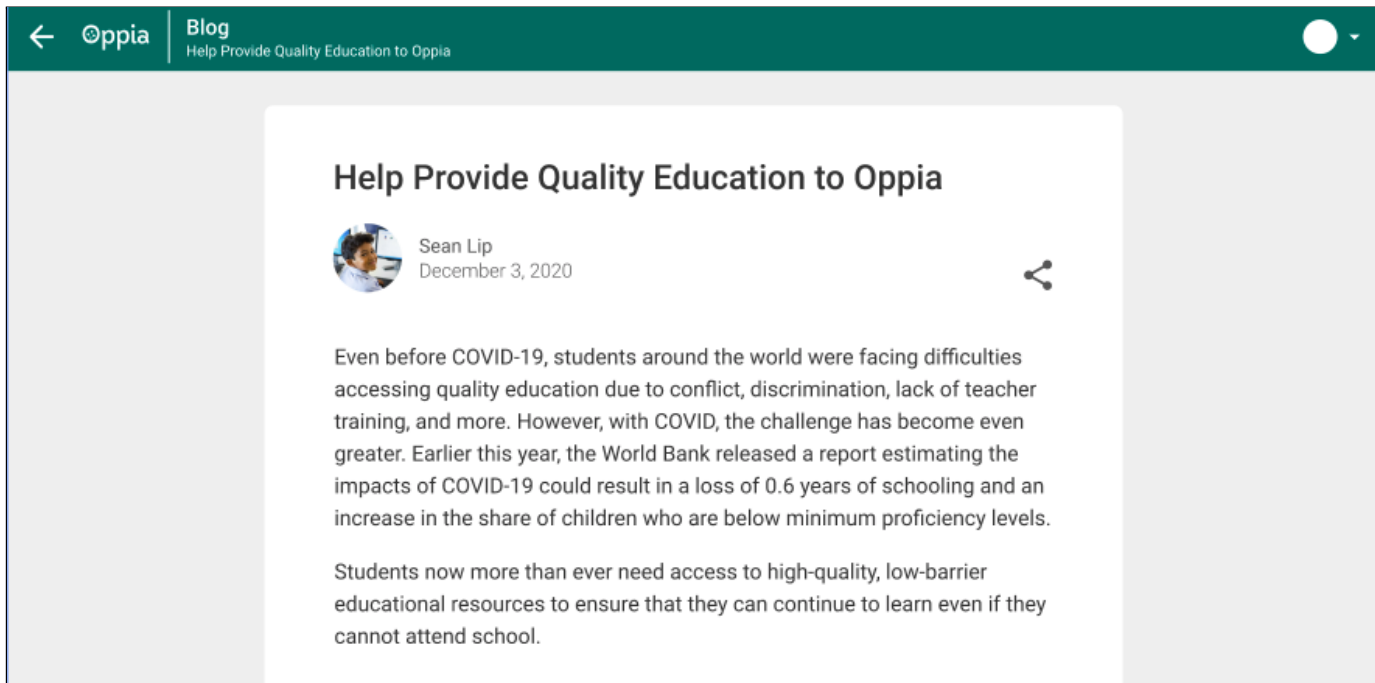 Oppia
Blog
Help Provide Quality Education to Oppia
Help Provide Quality Education to Oppia
Sean Lip
December 3, 2020
Even before COVID-19, students around the world were facing difficulties
accessing quality education due to conflict, discrimination, lack of teacher
training, and more. However, with COVID, the challenge has become even
greater. Earlier this year, the World Bank released a report estimating the
impacts of COVID-19 could result in a loss of 0.6 years of schooling and an
increase in the share of children who are below minimum proficiency levels.
Students now more than ever need access to high-quality, low-barrier
educational resources to ensure that they can continue to learn even if they
cannot attend school.